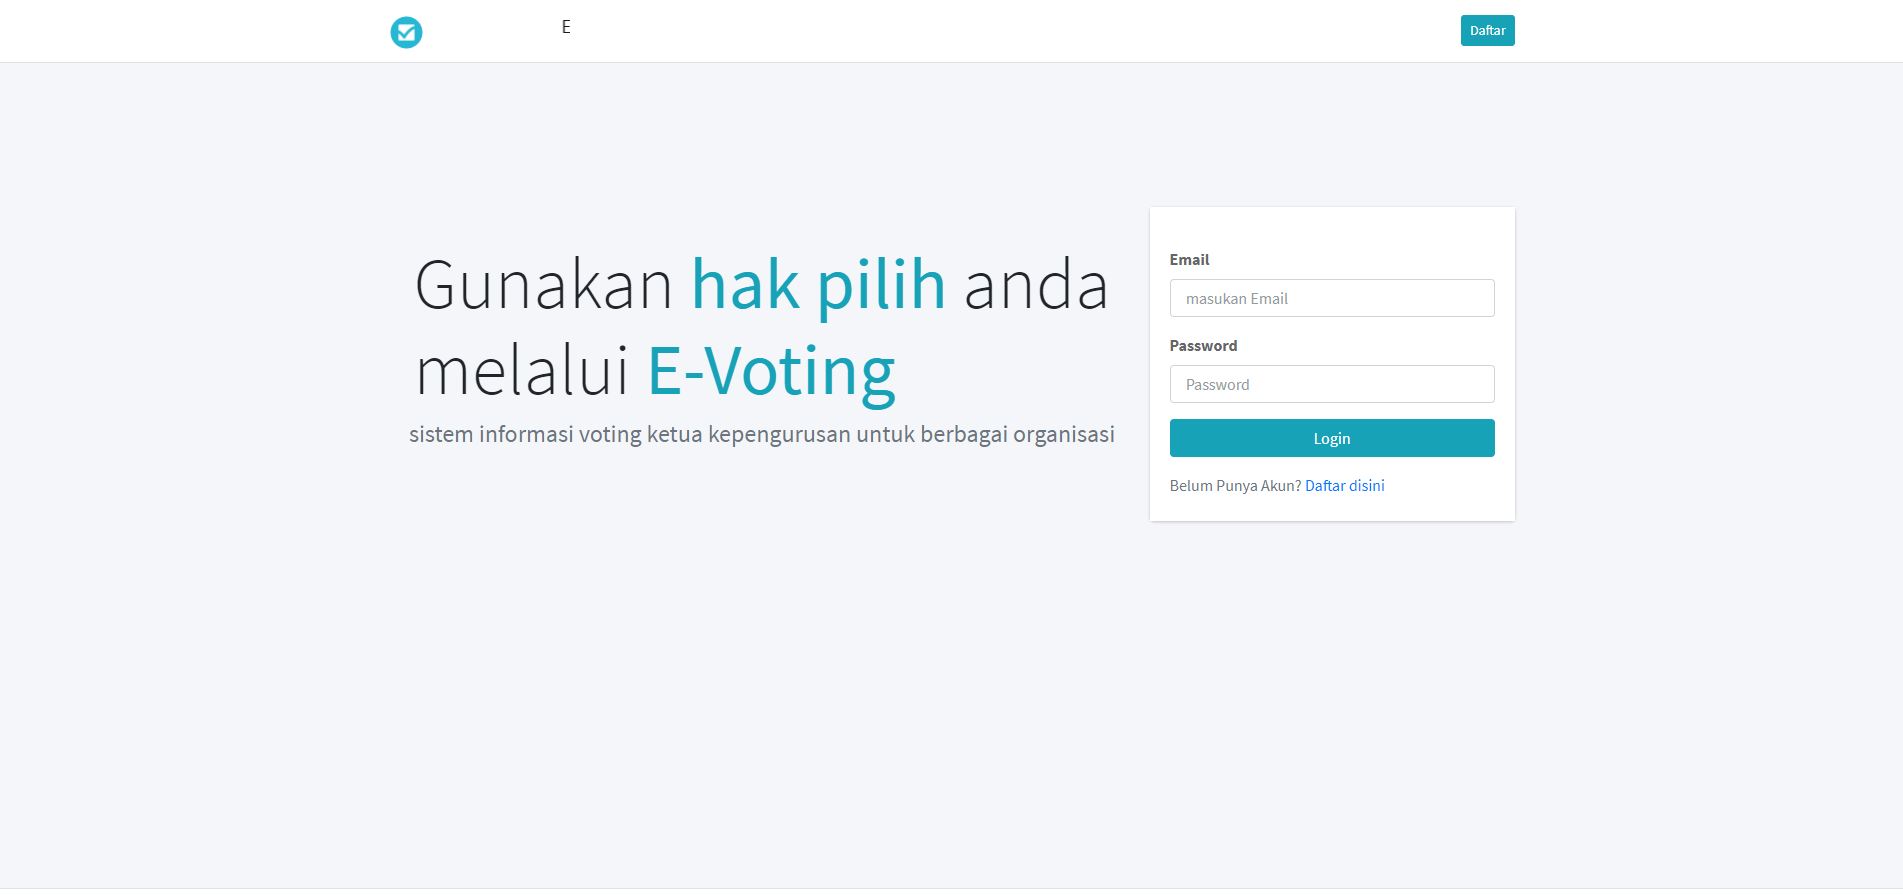 E
Daftar
Gunakan hak pilih anda
melalui E-Voting
sistem informasi voting ketua kepengurusan untuk berbagai organisasi
Email
masukan Email
Password
Password
Login
Belum Punya Akun? Daftar disini